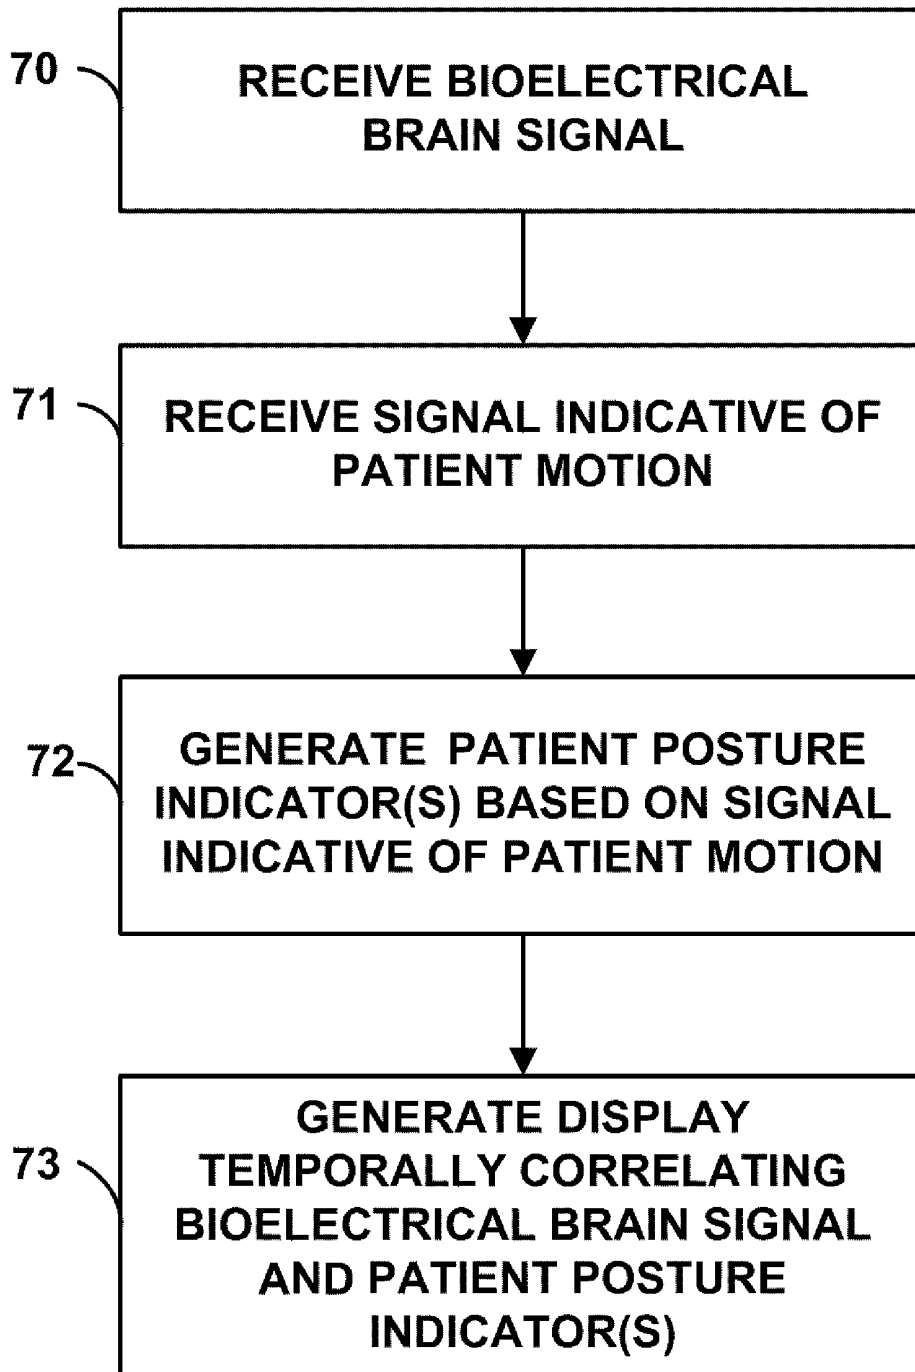 70
RECEIVE BIOELECTRICAL
BRAIN SIGNAL
71
RECEIVE SIGNAL INDICATIVE OF
PATIENT MOTION
72
GENERATE PATIENT POSTURE
INDICATOR(S) BASED ON SIGNAL
INDICATIVE OF PATIENT MOTION
73
GENERATE DISPLAY
TEMPORALLY CORRELATING
BIOELECTRICAL BRAIN SIGNAL
AND PATIENT POSTURE
INDICATOR(S)